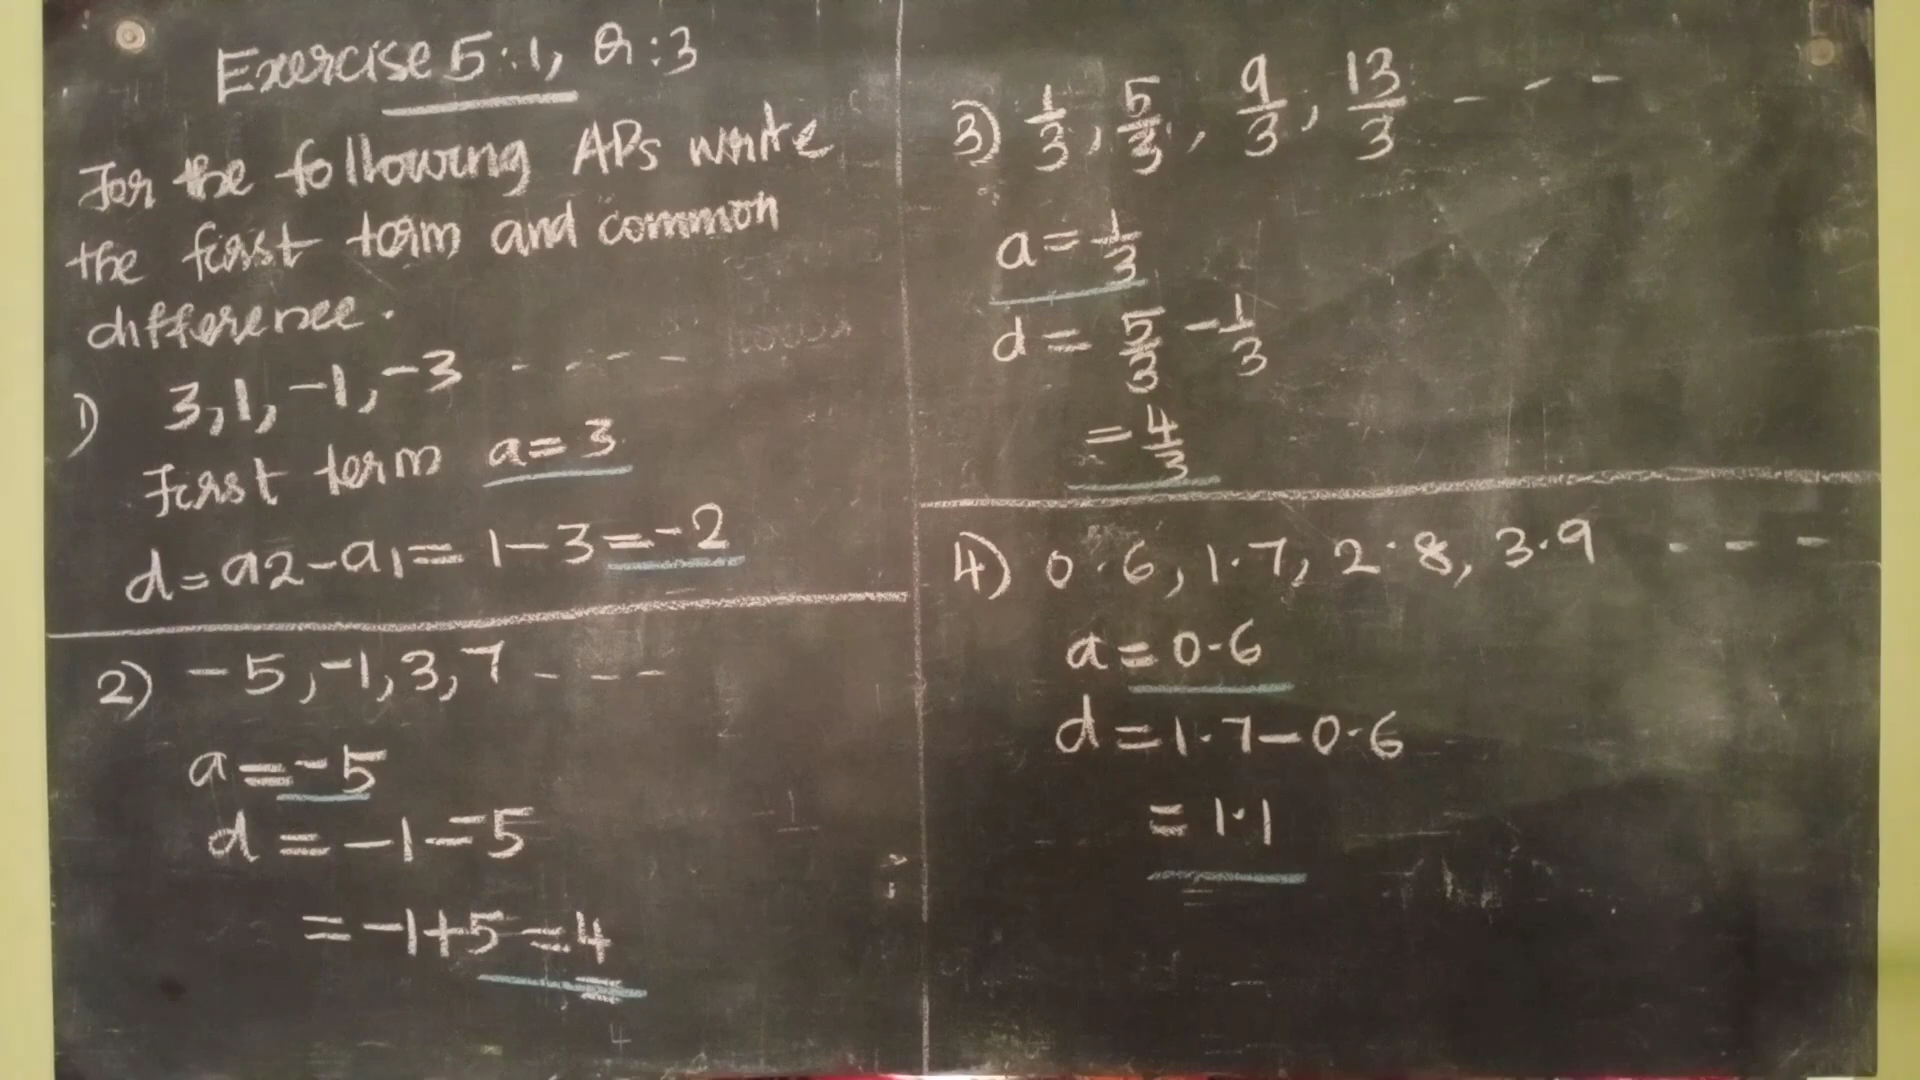 Exercise 5.1, Q:3
For the following APs write
the first term and common
difference.
1) 3, 1, -1, -3 - - - -
First term a = 3
d = a2 - a1 = 1 - 3 = -2
2) -5, -1, 3, 7 - - -
a = -5
d = -1 - -5
= -1 + 5 = 4
3) 1/3, 5/3, 9/3, 13/3 - - -
a = 1/3
d = 5/3 - 1/3
= 4/3
4) 0.6, 1.7, 2.8, 3.9 - - -
a = 0.6
d = 1.7 - 0.6
= 1.1